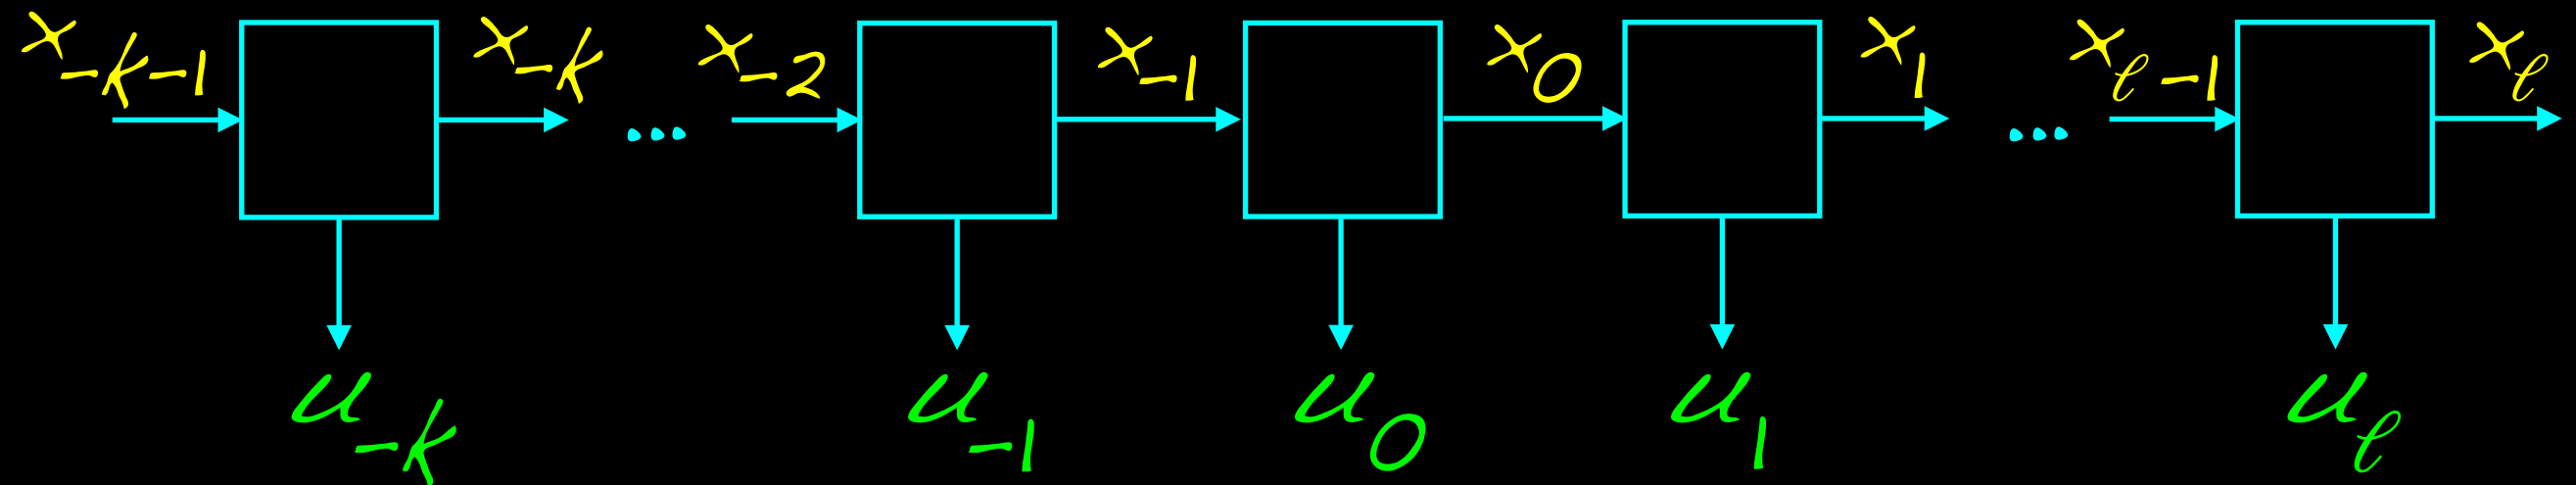 x_{-k-1} x_{-k} x_{-2} x_{-1} x_0 x_1 x_{ℓ-1} x_ℓ
...
...
u_{-k} u_{-1} u_0 u_1 u_ℓ